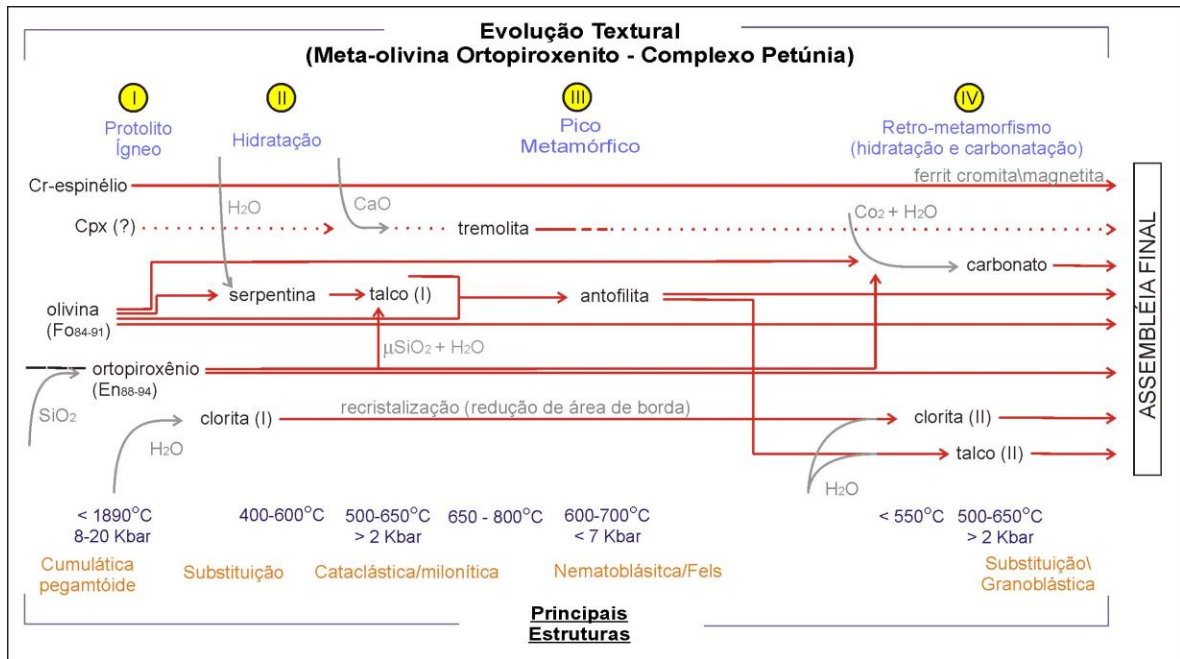 Evolução Textural
(Meta-olivina Ortopiroxenito - Complexo Petúnia)
I
II
III
IV
Protolito
Ígneo
Hidratação
Pico
Metamórfico
Retro-metamorfismo
(hidratação e carbonatação)
Cr-espinélio
ferrit cromita\magnetita
H2O
CaO
Co2 + H2O
Cpx (?)
tremolita
carbonato
serpentina
talco (I)
antofilita
olivina
(Fo84-91)
µSiO2 + H2O
ortopiroxênio
(En88-94)
SiO2
clorita (I)
recristalização (redução de área de borda)
clorita (II)
H2O
talco (II)
H2O
ASSEMBLÉIA FINAL
< 1890°C
8-20 Kbar
400-600°C
500-650°C
> 2 Kbar
650 - 800°C
600-700°C
< 7 Kbar
< 550°C
500-650°C
> 2 Kbar
Cumulática
pegamtóide
Substituição
Cataclástica/milonítica
Nematoblásitca/Fels
Substituição\
Granoblástica
Principais
Estruturas